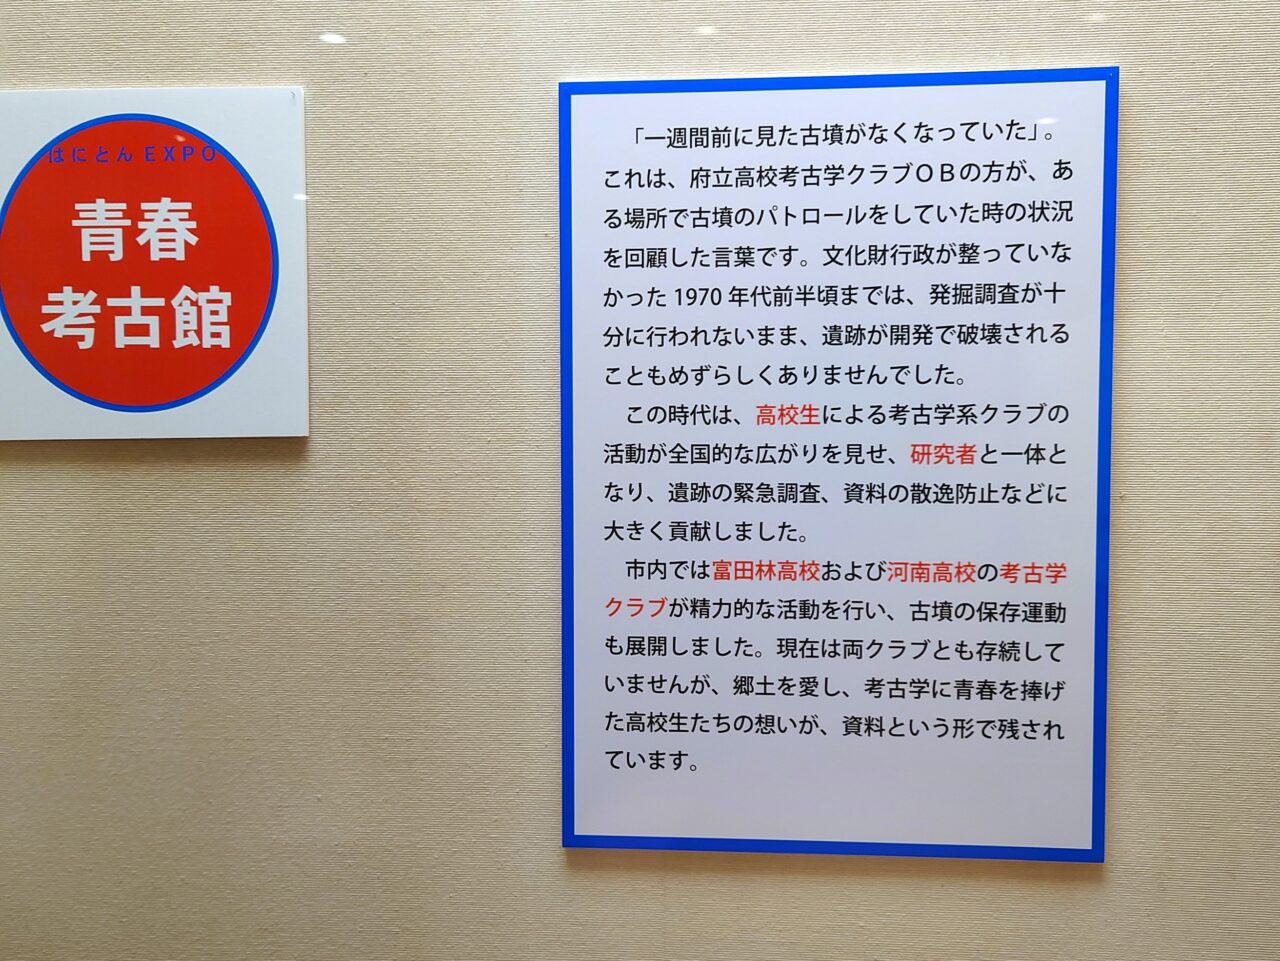 はにとんEXPO
青春
考古館
「一週間前に見た古墳がなくなっていた」。
これは、府立高校考古学クラブＯＢの方が、あ
る場所で古墳のパトロールをしていた時の状況
を回顧した言葉です。文化財行政が整っていな
かった 1970 年代前半頃までは、発掘調査が十
分に行われないまま、遺跡が開発で破壊される
こともめずらしくありませんでした。
この時代は、高校生による考古学系クラブの
活動が全国的な広がりを見せ、研究者と一体と
なり、遺跡の緊急調査、資料の散逸防止などに
大きく貢献しました。
市内では富田林高校および河南高校の考古学
クラブが精力的な活動を行い、古墳の保存運動
も展開しました。現在は両クラブとも存続して
いませんが、郷土を愛し、考古学に青春を捧げ
た高校生たちの想いが、資料という形で残され
ています。